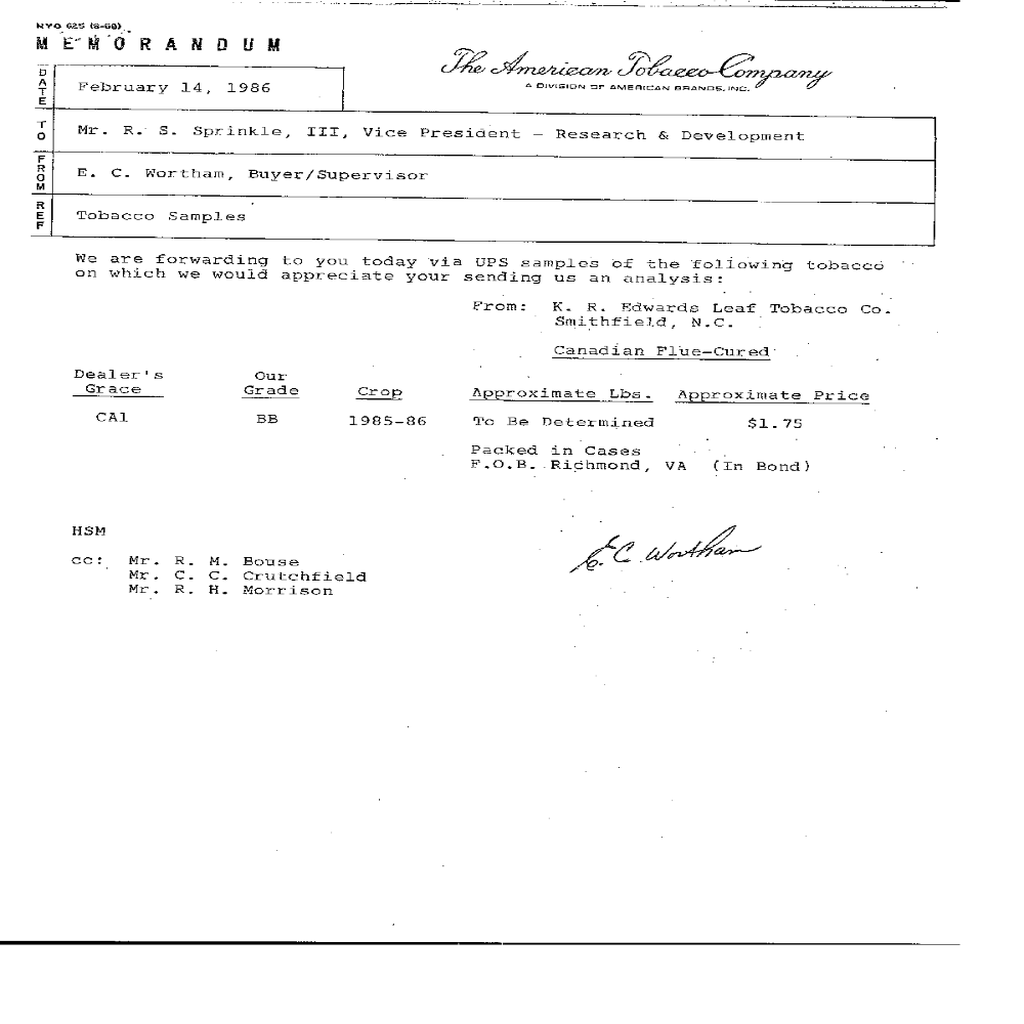 NYO 625 (8-60)
MEMORANDUM
The American Tobacco Company
A DIVISION OF AMERICAN BRANDS, INC.
DATE
February 14, 1986
TO
Mr. R. S. Sprinkle, III, Vice President - Research & Development
FROM
E. C. Wortham, Buyer/Supervisor
REF
Tobacco Samples
We are forwarding to you today via UPS samples of the following tobacco
on which we would appreciate your sending us an analysis:
From: K. R. Edwards Leaf Tobacco Co.
Smithfield, N.C.
Canadian Flue-Cured
Dealer's Our
Grace Grade Crop Approximate Lbs. Approximate Price
CA1 BB 1985-86 To Be Determined $1.75
Packed in Cases
F.O.B. Richmond, VA (In Bond)
HSM
E.C. Wortham
cc: Mr. R. M. Bouse
Mr. C. C. Crutchfield
Mr. R. H. Morrison